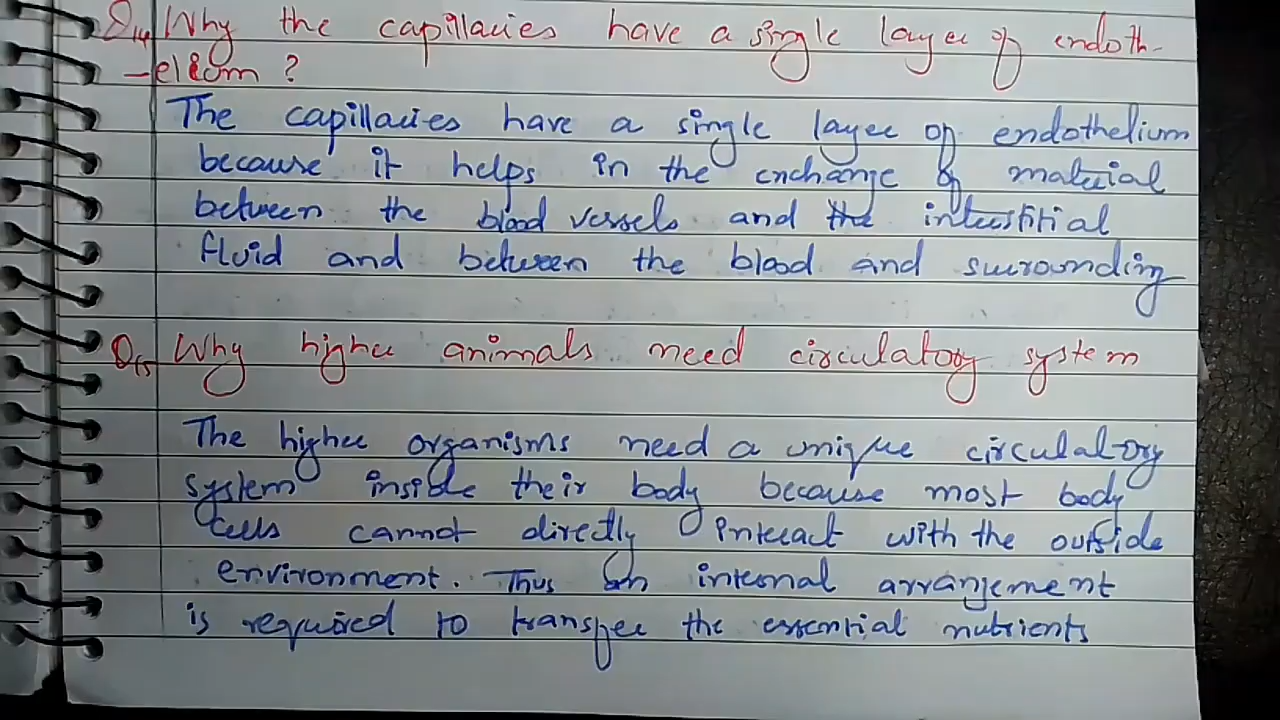 Q14 Why the capillaries have a single layer of endoth-
-elium ?
The capillaries have a single layer of endothelium
because it helps in the exchange of material
between the blood vessels and the interstitial
fluid and between the blood and surrounding
Q15 Why higher animals need circulatory system
The higher organisms need a unique circulatory
system inside their body because most body
cells cannot directly interact with the outside
environment. Thus an internal arrangement
is required to transfer the essential nutrients